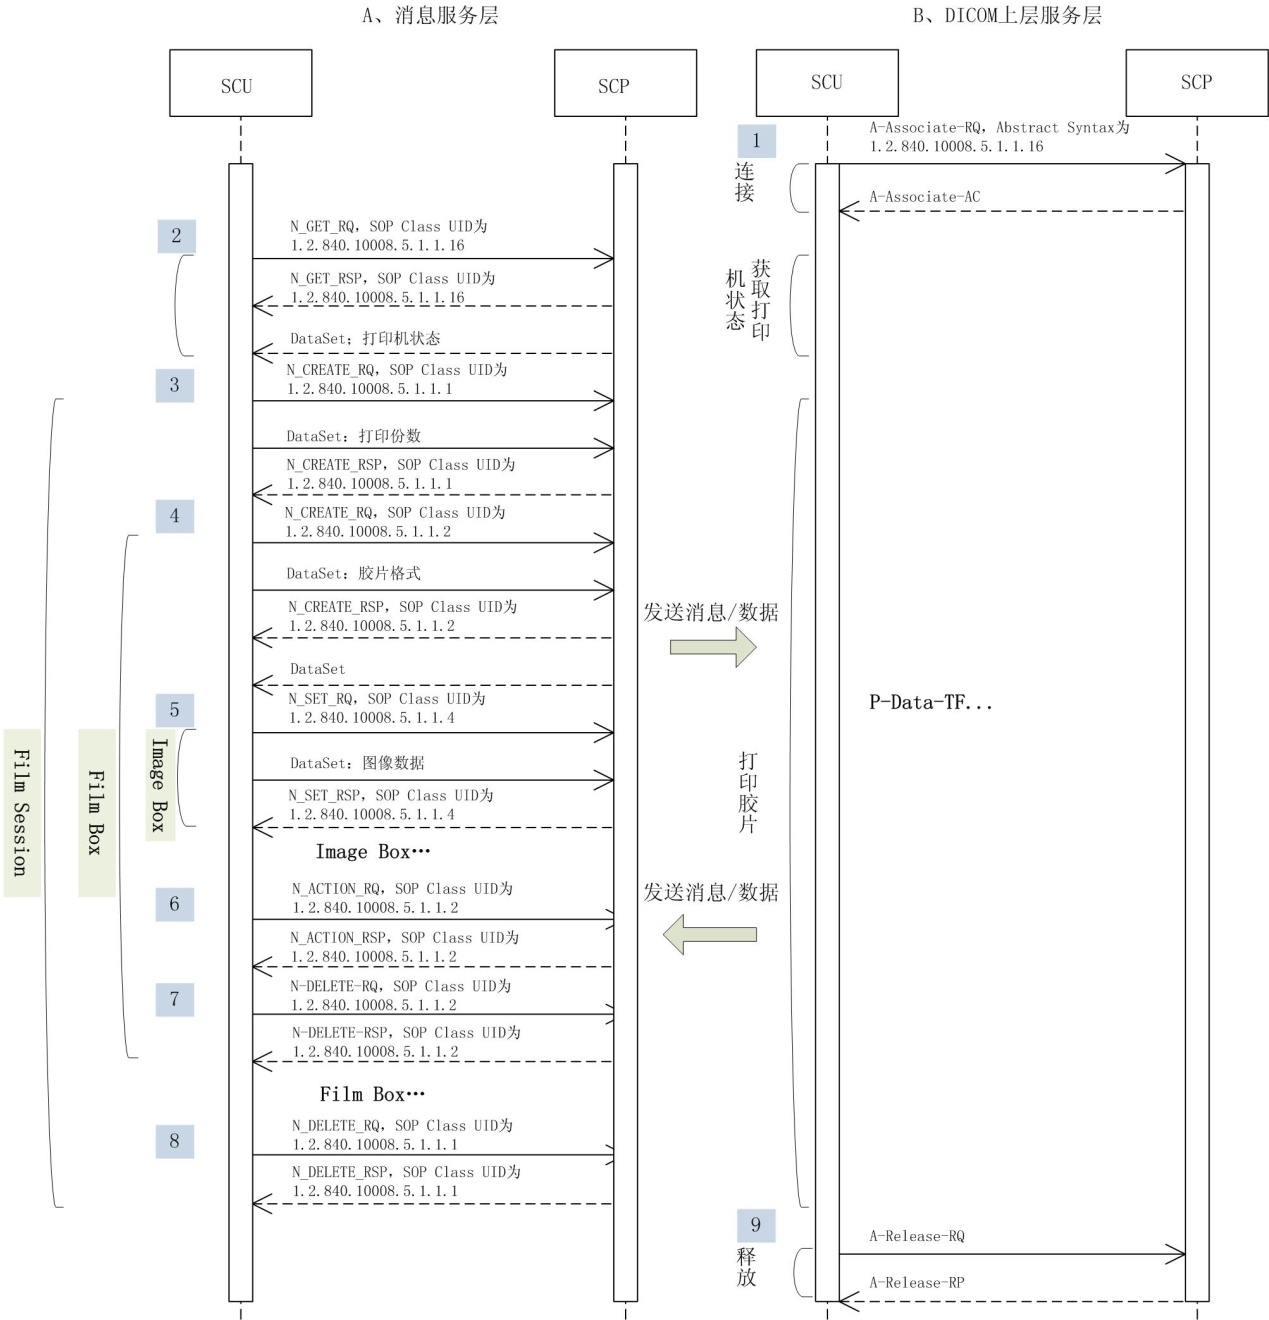 A、消息服务层
B、DICOM上层服务层
SCU
SCP
SCU
SCP
1
连接
A-Associate-RQ, Abstract Syntax为
1.2.840.10008.5.1.1.16
A-Associate-AC
2
N_GET_RQ, SOP Class UID为
1.2.840.10008.5.1.1.16
N_GET_RSP, SOP Class UID为
1.2.840.10008.5.1.1.16
DataSet; 打印机状态
获取打印
机状态
3
N_CREATE_RQ, SOP Class UID为
1.2.840.10008.5.1.1.1
DataSet: 打印份数
N_CREATE_RSP, SOP Class UID为
1.2.840.10008.5.1.1.1
4
N_CREATE_RQ, SOP Class UID为
1.2.840.10008.5.1.1.2
DataSet: 胶片格式
N_CREATE_RSP, SOP Class UID为
1.2.840.10008.5.1.1.2
DataSet
发送消息/数据
P-Data-TF...
5
N_SET_RQ, SOP Class UID为
1.2.840.10008.5.1.1.4
DataSet: 图像数据
N_SET_RSP, SOP Class UID为
1.2.840.10008.5.1.1.4
Film Session
Film Box
Image Box
打印胶片
Image Box…
发送消息/数据
6
N_ACTION_RQ, SOP Class UID为
1.2.840.10008.5.1.1.2
N_ACTION_RSP, SOP Class UID为
1.2.840.10008.5.1.1.2
7
N-DELETE-RQ, SOP Class UID为
1.2.840.10008.5.1.1.2
N-DELETE-RSP, SOP Class UID为
1.2.840.10008.5.1.1.2
Film Box…
8
N_DELETE_RQ, SOP Class UID为
1.2.840.10008.5.1.1.1
N_DELETE_RSP, SOP Class UID为
1.2.840.10008.5.1.1.1
9
释放
A-Release-RQ
A-Release-RP